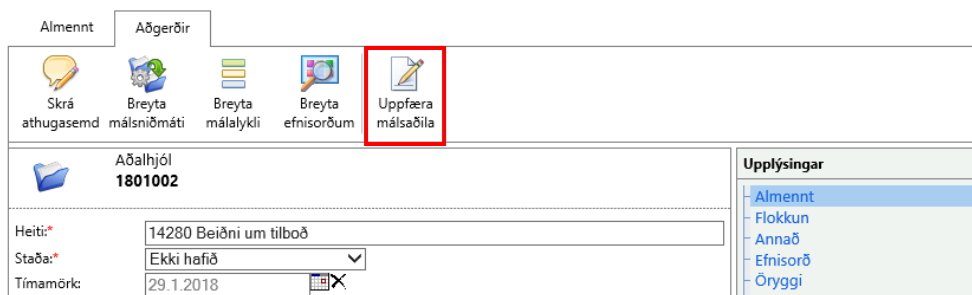 Almennt Aðgerðir
Skrá Breyta Breyta Breyta Uppfæra
athugasemd málsniðmáti málalykli efnisorðum málsaðila
Aðalhjól
1801002
Heiti:* 14280 Beiðni um tilboð
Staða:* Ekki hafið
Tímamörk: 29.1.2018
Upplýsingar
Almennt
Flokkun
Annað
Efnisorð
Öryggi